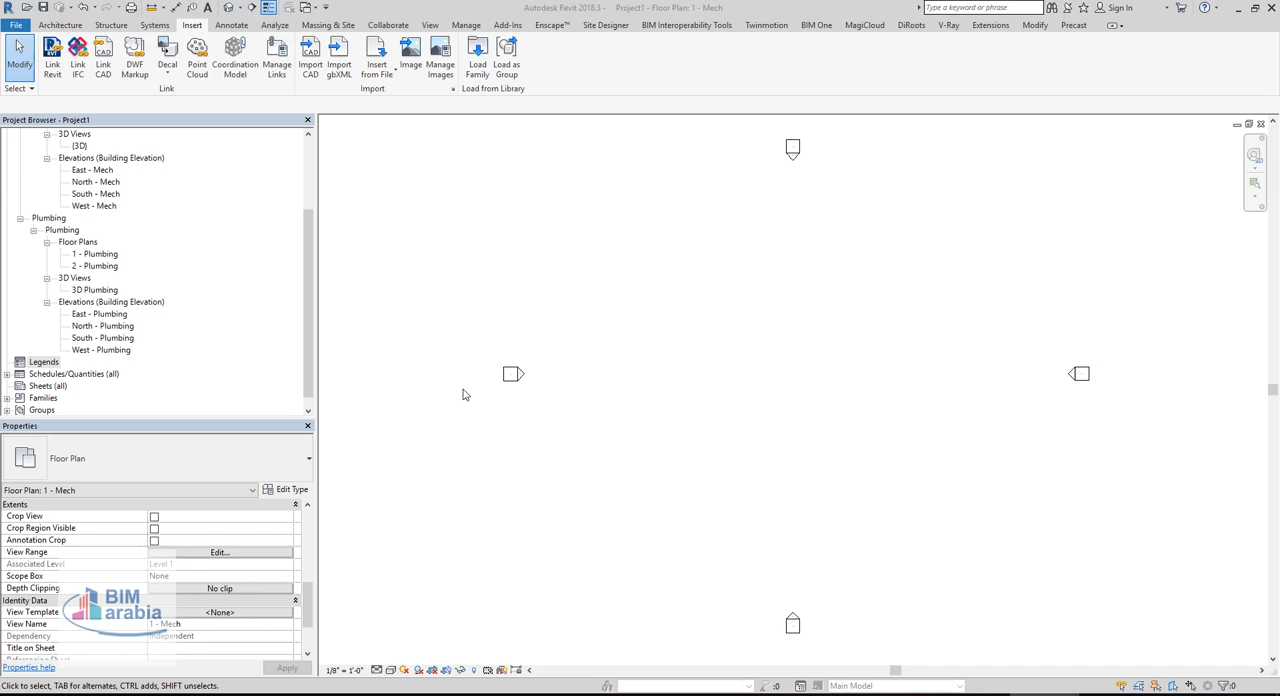 Autodesk Revit 2018.3 - Project1 - Floor Plan: 1 - Mech
Type a keyword or phrase
Sign In
File Architecture Structure Systems Insert Annotate Analyze Massing & Site Collaborate View Manage Add-Ins Enscape™ Site Designer BIM Interoperability Tools Twinmotion BIM One MagiCloud DiRoots V-Ray Extensions Modify Precast
Modify
Link Revit
Link IFC
Link CAD
DWF Markup
Decal
Point Cloud
Coordination Model
Manage Links
Import CAD
Import gbXML
Insert from File
Image
Manage Images
Load Family
Load as Group
Select Link Import Load from Library
Project Browser - Project1
3D Views
{3D}
Elevations (Building Elevation)
East - Mech
North - Mech
South - Mech
West - Mech
Plumbing
Plumbing
Floor Plans
1 - Plumbing
2 - Plumbing
3D Views
3D Plumbing
Elevations (Building Elevation)
East - Plumbing
North - Plumbing
South - Plumbing
West - Plumbing
Legends
Schedules/Quantities (all)
Sheets (all)
Families
Groups
Properties
Floor Plan
Floor Plan: 1 - Mech Edit Type
Extents
Crop View
Crop Region Visible
Annotation Crop
View Range Edit...
Associated Level Level 1
Scope Box None
Depth Clipping No clip
Identity Data
View Template <None>
View Name 1 - Mech
Dependency Independent
Title on Sheet
Properties help Apply
BIM
arabia
1/8" = 1'-0"
Click to select, TAB for alternates, CTRL adds, SHIFT unselects.
:0
Main Model
:0